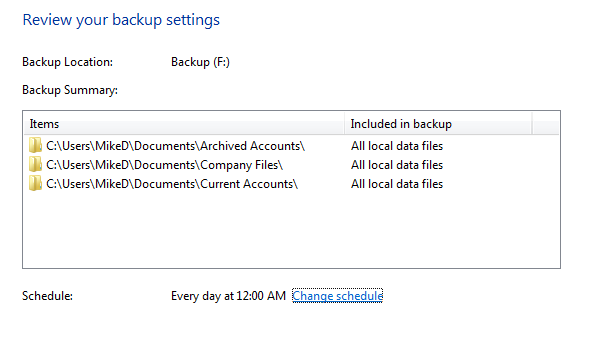 Review your backup settings
Backup Location: Backup (F:)
Backup Summary:
Items Included in backup
C:\Users\MikeD\Documents\Archived Accounts\ All local data files
C:\Users\MikeD\Documents\Company Files\ All local data files
C:\Users\MikeD\Documents\Current Accounts\ All local data files
Schedule: Every day at 12:00 AM Change schedule